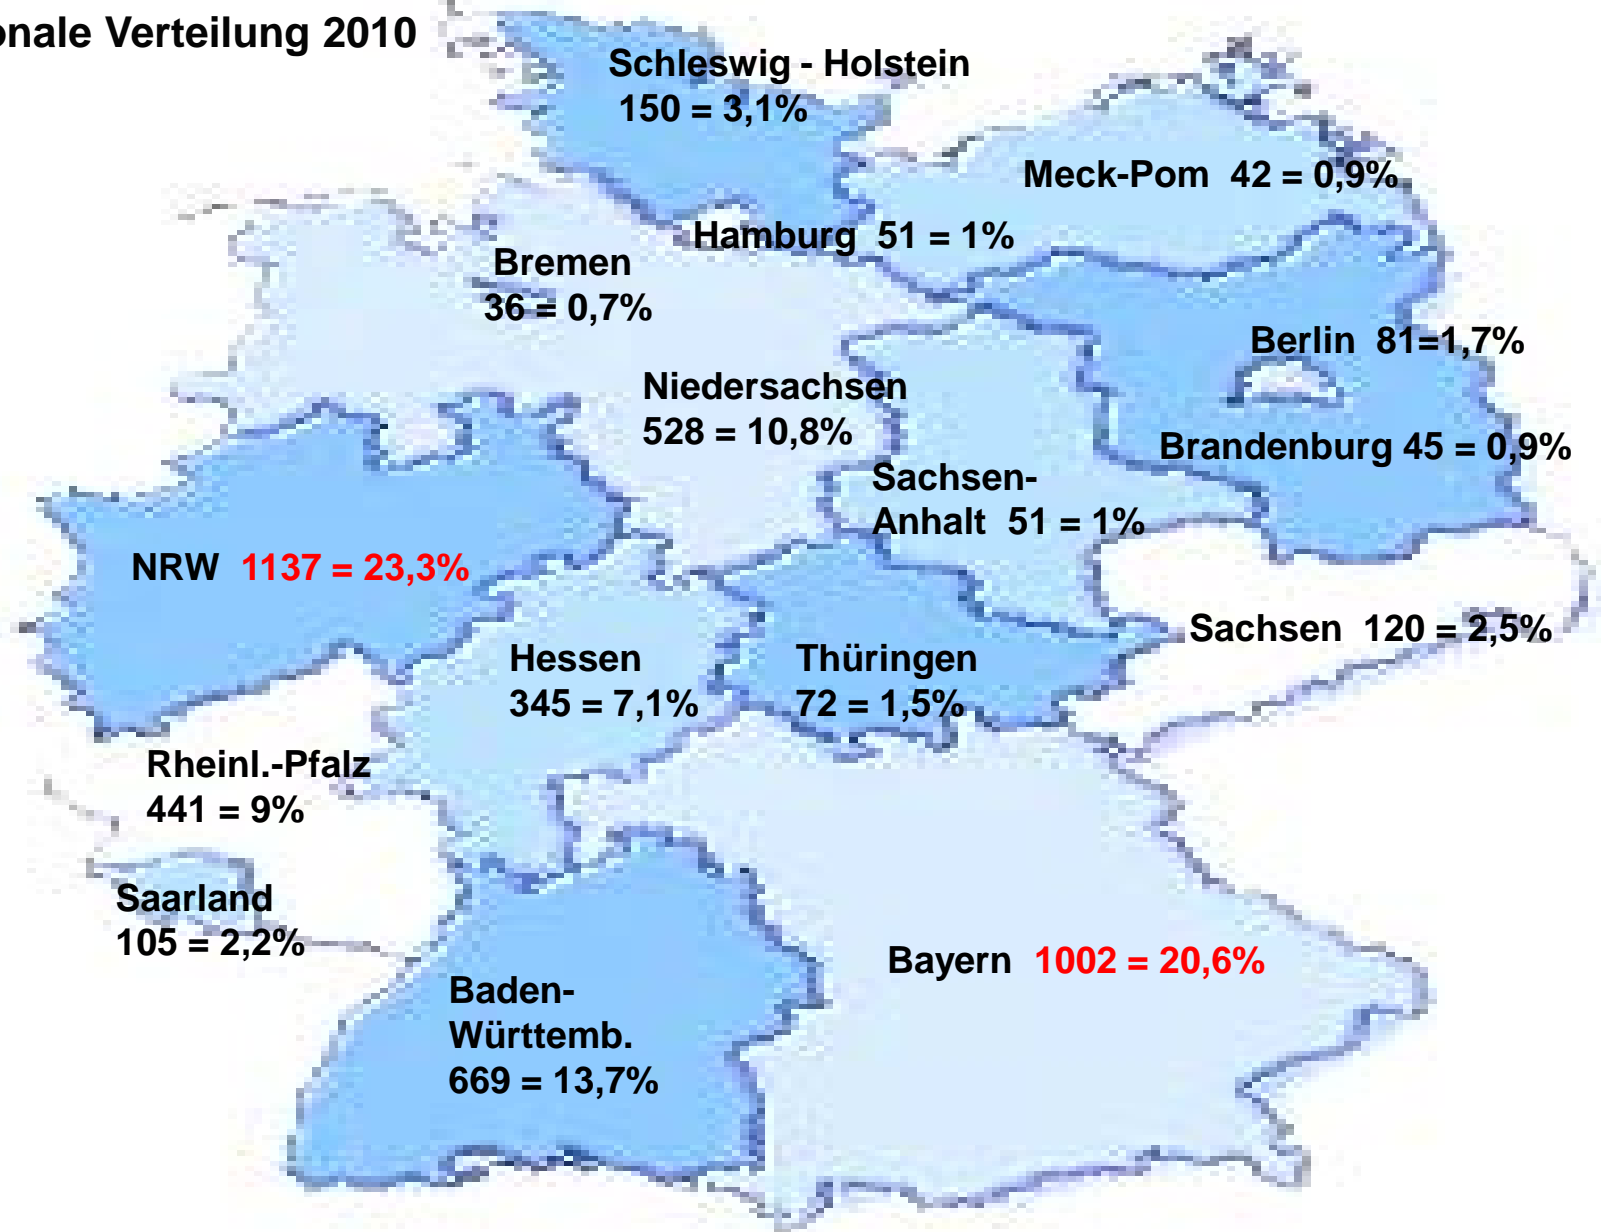 onale Verteilung 2010
Schleswig - Holstein
150 = 3,1%
Meck-Pom 42 = 0,9%
Hamburg 51 = 1%
Bremen
36 = 0,7%
Berlin 81=1,7%
Niedersachsen
528 = 10,8%
Brandenburg 45 = 0,9%
Sachsen-
Anhalt 51 = 1%
NRW 1137 = 23,3%
Sachsen 120 = 2,5%
Hessen
345 = 7,1%
Thüringen
72 = 1,5%
Rheinl.-Pfalz
441 = 9%
Saarland
105 = 2,2%
Bayern 1002 = 20,6%
Baden-
Württemb.
669 = 13,7%